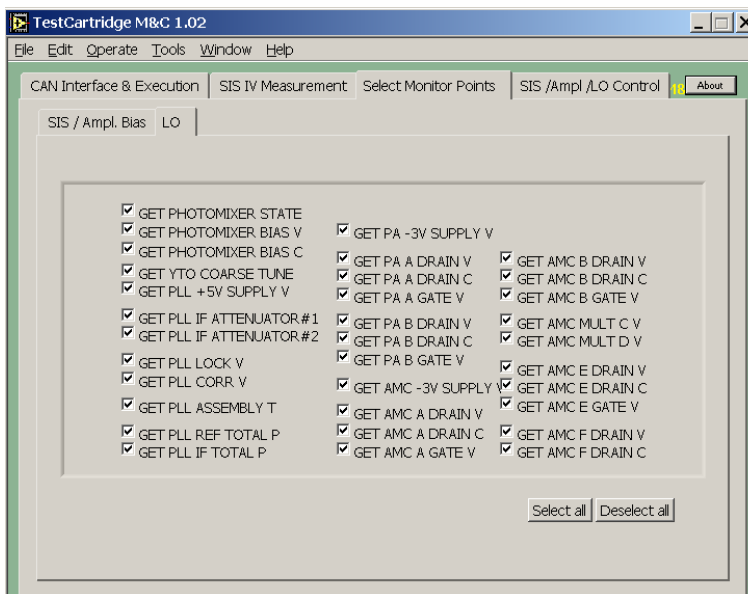 TestCartridge M&C 1.02
File Edit Operate Tools Window Help
CAN Interface & Execution SIS IV Measurement Select Monitor Points SIS /Ampl /LO Control 18 About
SIS / Ampl. Bias LO
GET PHOTOMIXER STATE
GET PHOTOMIXER BIAS V
GET PHOTOMIXER BIAS C
GET YTO COARSE TUNE
GET PLL +5V SUPPLY V
GET PLL IF ATTENUATOR#1
GET PLL IF ATTENUATOR#2
GET PLL LOCK V
GET PLL CORR V
GET PLL ASSEMBLY T
GET PLL REF TOTAL P
GET PLL IF TOTAL P
GET PA -3V SUPPLY V
GET PA A DRAIN V
GET PA A DRAIN C
GET PA A GATE V
GET PA B DRAIN V
GET PA B DRAIN C
GET PA B GATE V
GET AMC -3V SUPPLY V
GET AMC A DRAIN V
GET AMC A DRAIN C
GET AMC A GATE V
GET AMC B DRAIN V
GET AMC B DRAIN C
GET AMC B GATE V
GET AMC MULT C V
GET AMC MULT D V
GET AMC E DRAIN V
GET AMC E DRAIN C
GET AMC E GATE V
GET AMC F DRAIN V
GET AMC F DRAIN C
Select all Deselect all